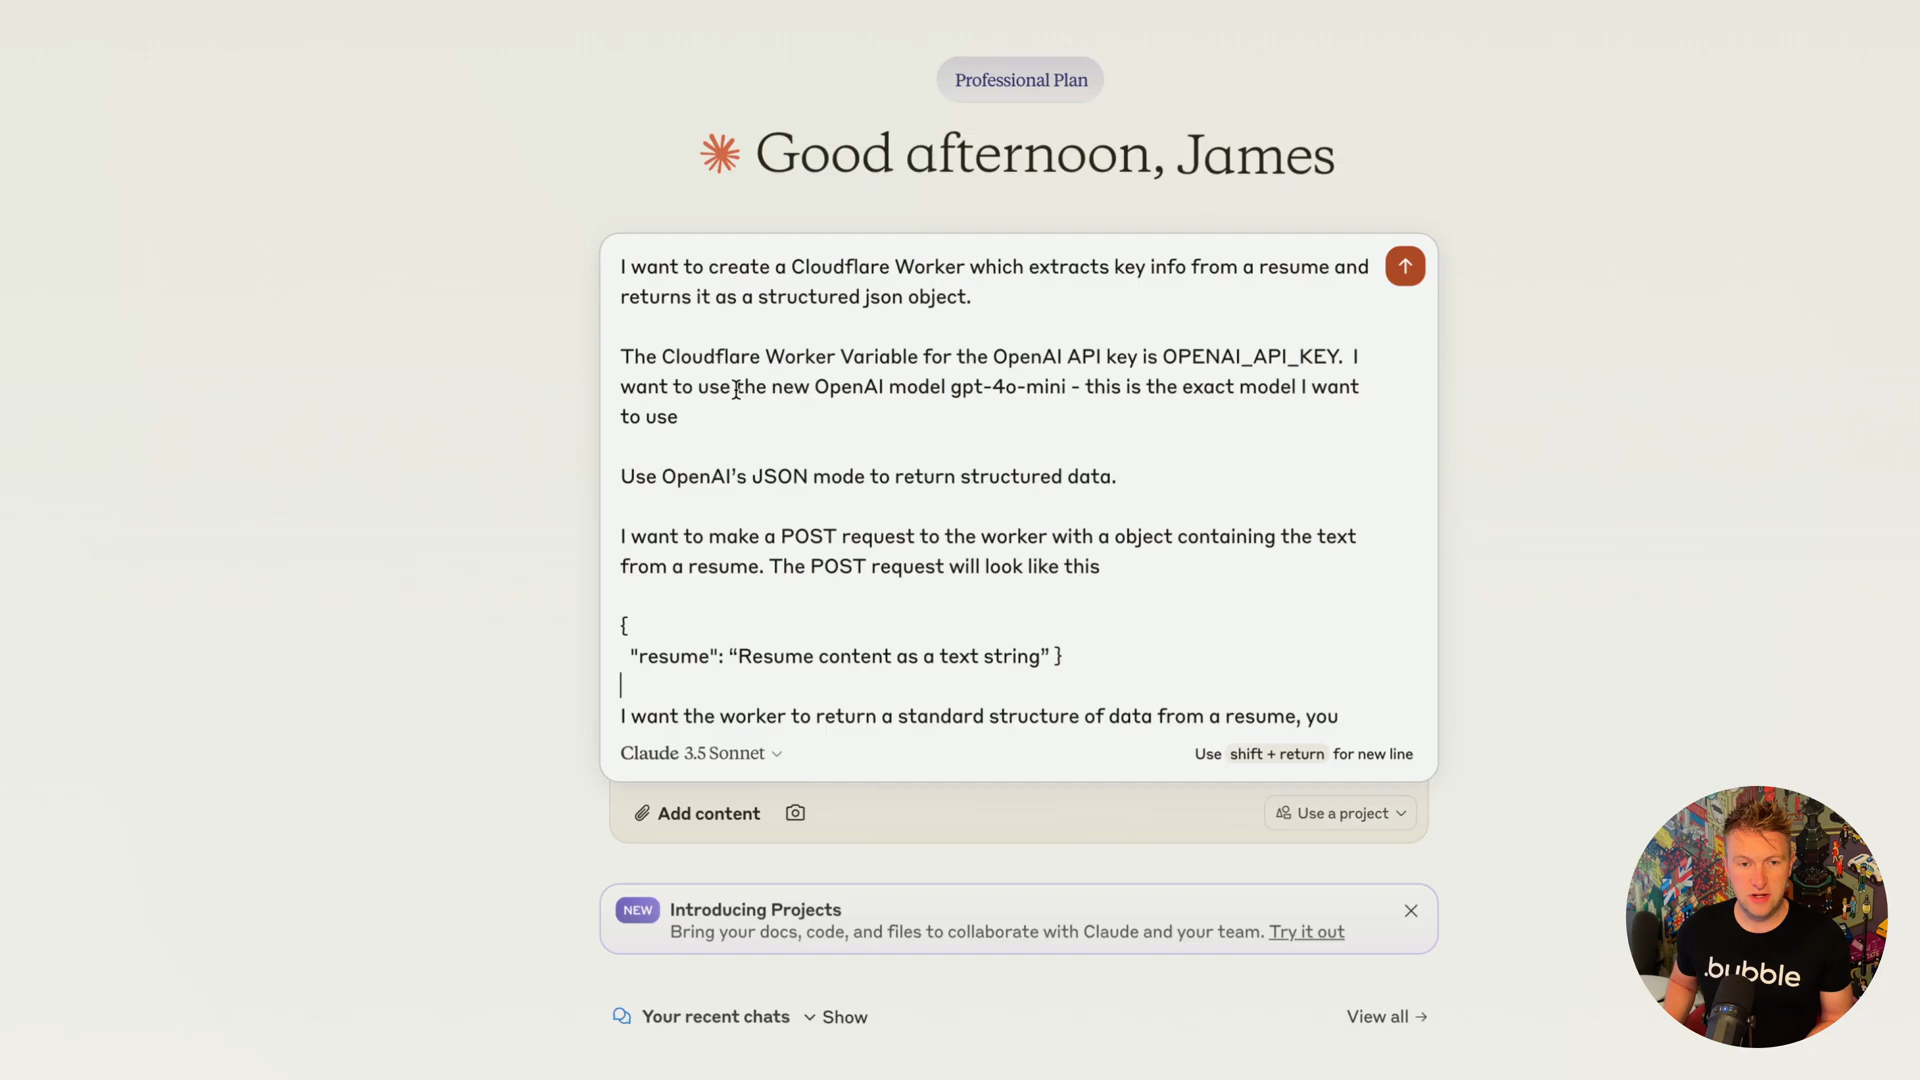 Professional Plan
Good afternoon, James
I want to create a Cloudflare Worker which extracts key info from a resume and
returns it as a structured json object.
The Cloudflare Worker Variable for the OpenAI API key is OPENAI_API_KEY.  I
want to use the new OpenAI model gpt-4o-mini - this is the exact model I want
to use
Use OpenAI’s JSON mode to return structured data.
I want to make a POST request to the worker with a object containing the text
from a resume. The POST request will look like this
{
"resume": “Resume content as a text string” }
I want the worker to return a standard structure of data from a resume, you
Claude 3.5 Sonnet
Use shift + return for new line
Add content
Use a project
NEW
Introducing Projects
Bring your docs, code, and files to collaborate with Claude and your team. Try it out
Your recent chats
Show
View all →
.bubble